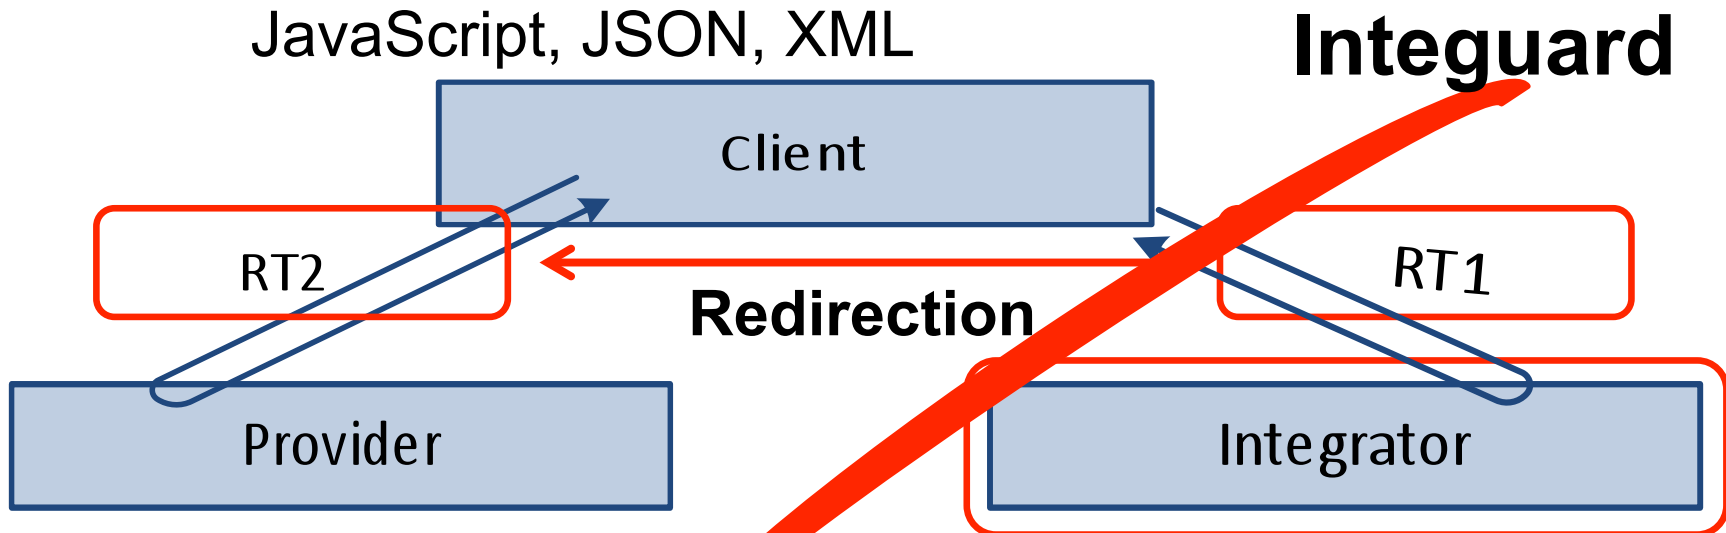 JavaScript, JSON, XML
Integuard
Client
RT2
RT1
Redirection
Provider
Integrator